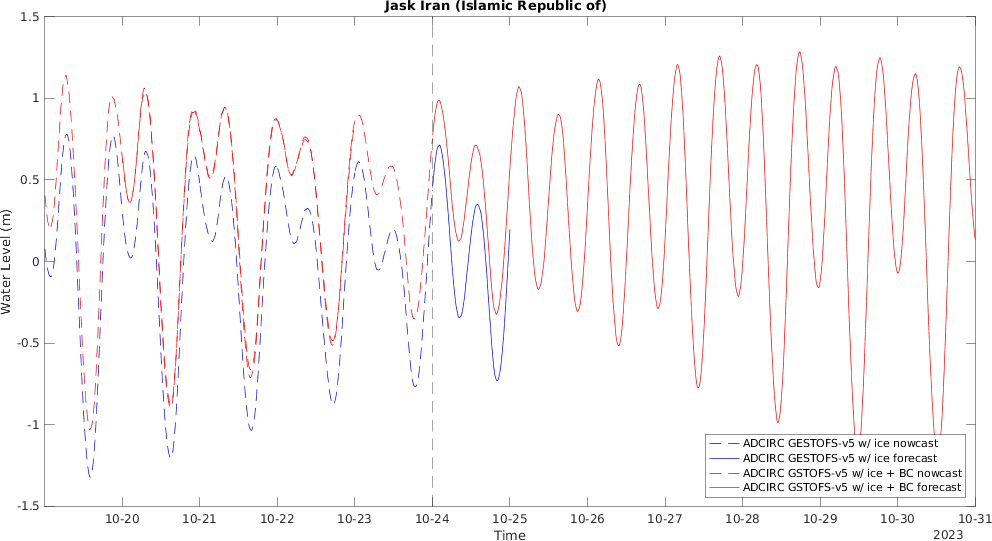 Jask Iran (Islamic Republic of)
1.5
1
0.5
0
-0.5
-1
-1.5
Water Level (m)
10-20
10-21
10-22
10-23
10-24
10-25
10-26
10-27
10-28
10-29
10-30
10-31
Time
2023
ADCIRC GESTOFS-v5 w/ ice nowcast
ADCIRC GESTOFS-v5 w/ ice forecast
ADCIRC GSTOFS-v5 w/ ice + BC nowcast
ADCIRC GSTOFS-v5 w/ ice + BC forecast